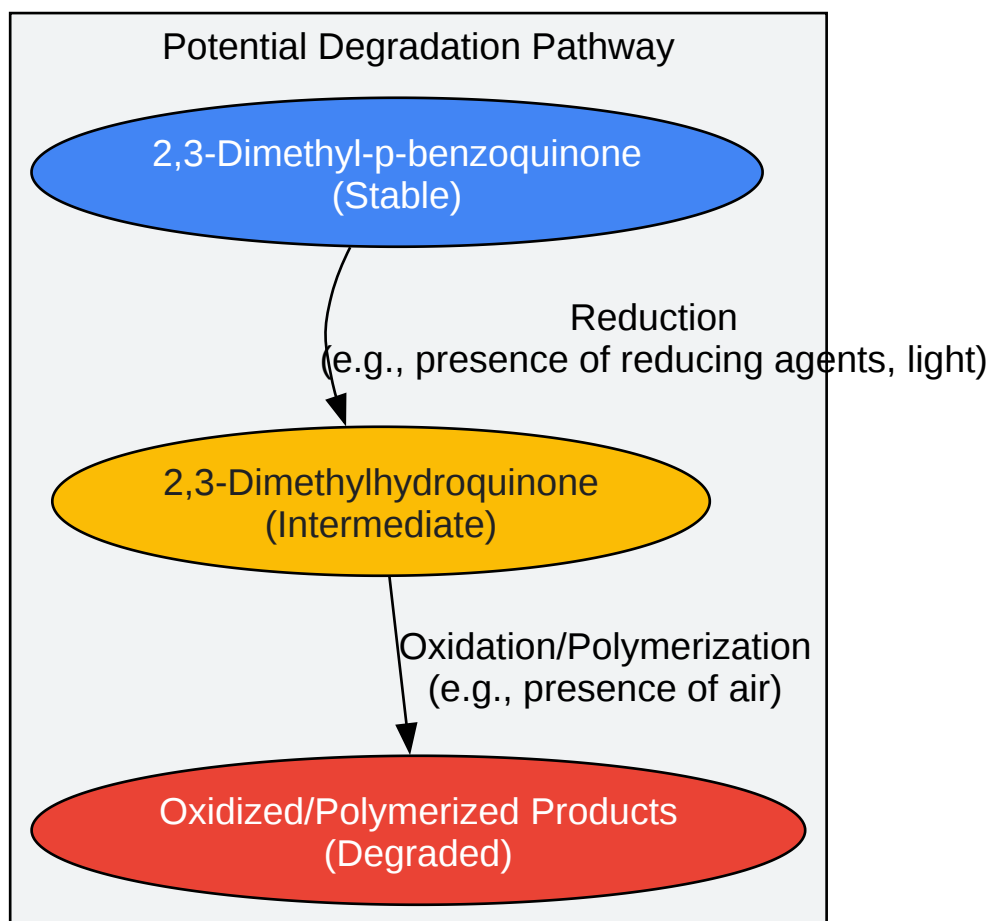 Potential Degradation Pathway
2,3-Dimethyl-p-benzoquinone
(Stable)
Reduction
(e.g., presence of reducing agents, light)
2,3-Dimethylhydroquinone
(Intermediate)
Oxidation/Polymerization
(e.g., presence of air)
Oxidized/Polymerized Products
(Degraded)